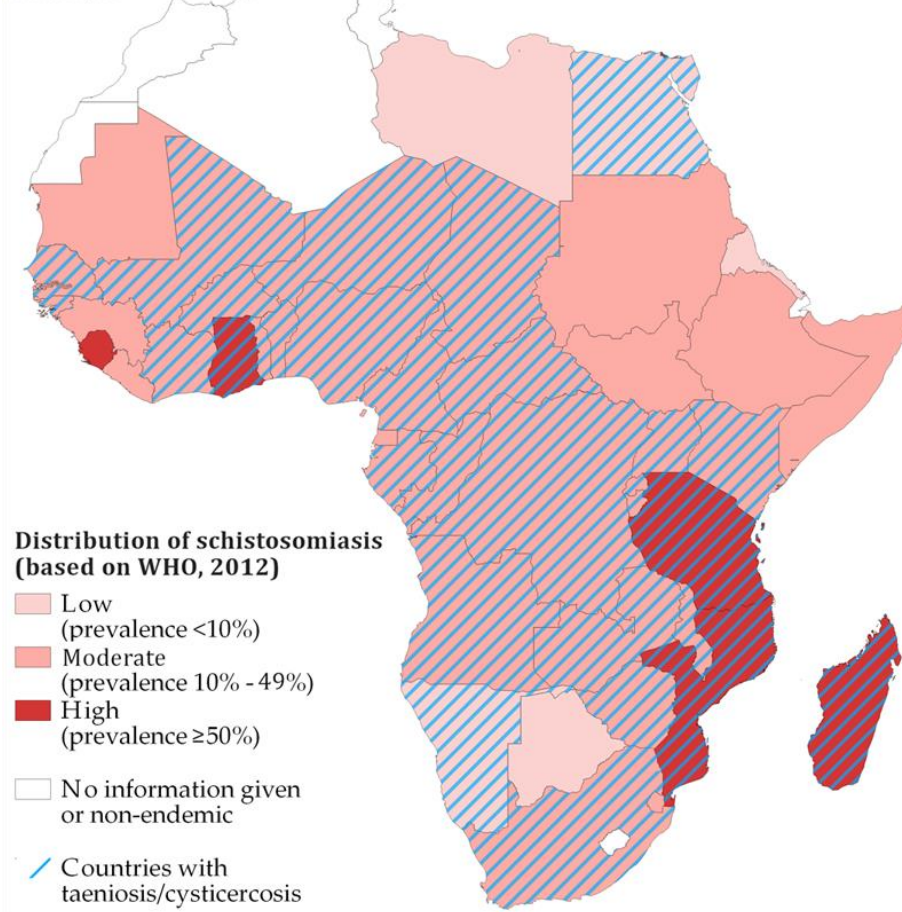 Distribution of schistosomiasis
(based on WHO, 2012)
Low
(prevalence <10%)
Moderate
(prevalence 10% - 49%)
High
(prevalence ≥50%)
No information given
or non-endemic
Countries with
taeniosis/cysticercosis